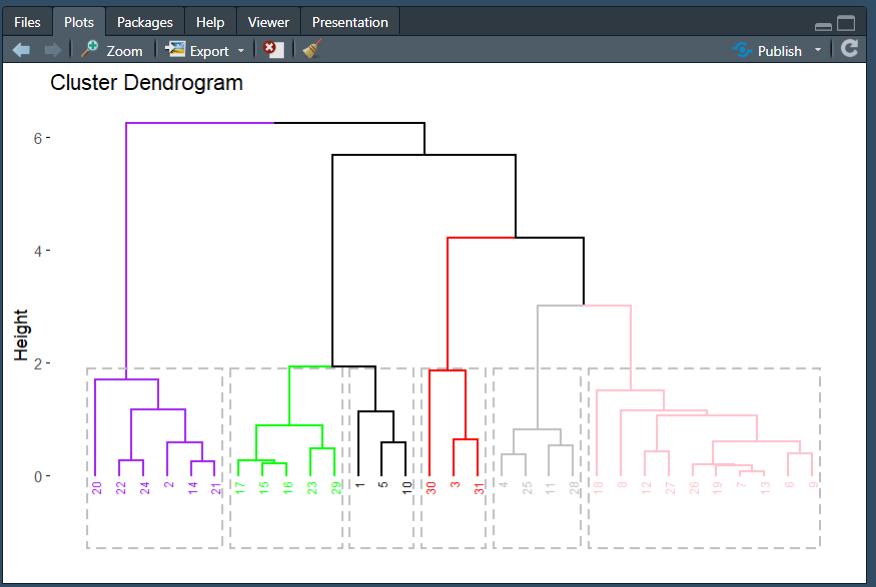 Files Plots Packages Help Viewer Presentation
Zoom Export Publish
Cluster Dendrogram
6
4
2
0
Height
20 22 24 2 14 21 17 15 16 23 29 1 5 10 30 3 31 4 25 11 28 18 8 12 27 26 19 7 13 6 9